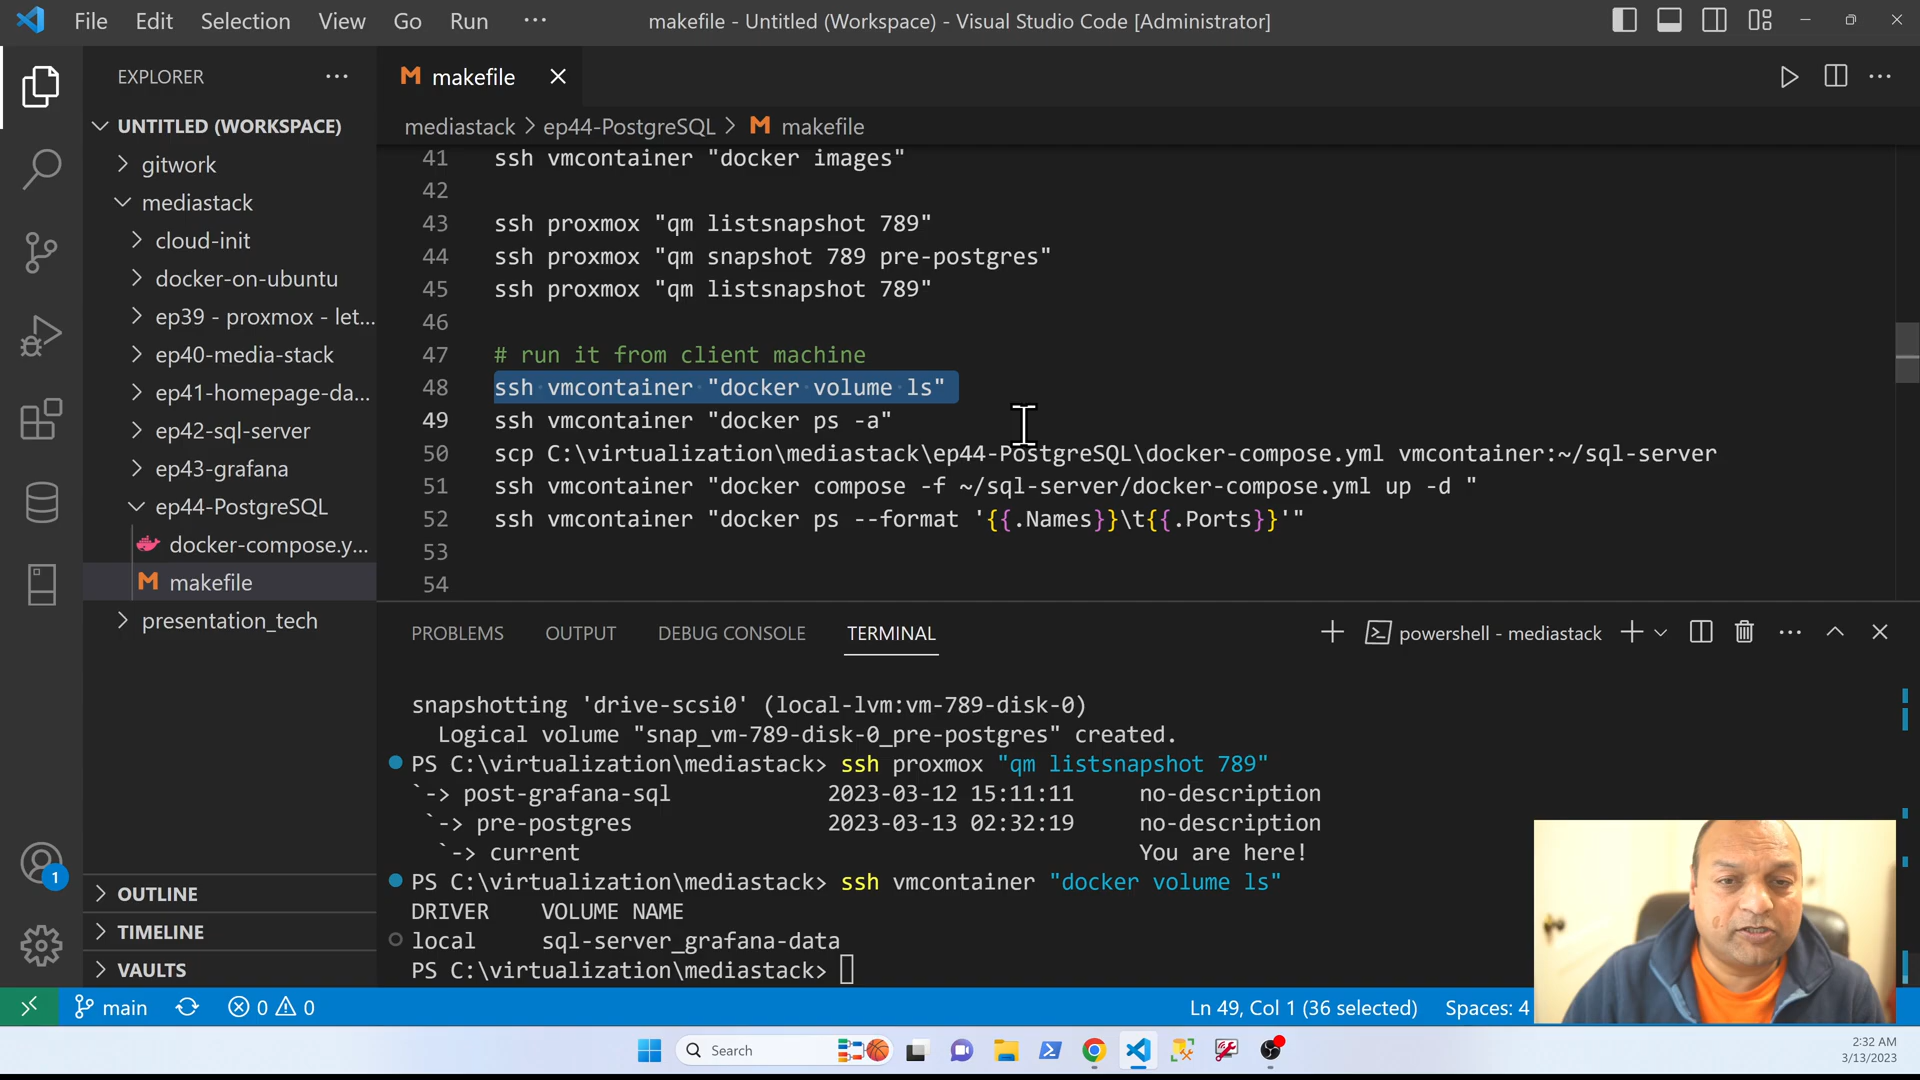 File Edit Selection View Go Run ··· makefile - Untitled (Workspace) - Visual Studio Code [Administrator]
EXPLORER ···
UNTITLED (WORKSPACE)
gitwork
mediastack
cloud-init
docker-on-ubuntu
ep39 - proxmox - let...
ep40-media-stack
ep41-homepage-da...
ep42-sql-server
ep43-grafana
ep44-PostgreSQL
docker-compose.y...
M makefile
presentation_tech
OUTLINE
TIMELINE
VAULTS
M makefile
mediastack > ep44-PostgreSQL > M makefile
41 ssh vmcontainer "docker images"
42
43 ssh proxmox "qm listsnapshot 789"
44 ssh proxmox "qm snapshot 789 pre-postgres"
45 ssh proxmox "qm listsnapshot 789"
46
47 # run it from client machine
48 ssh vmcontainer "docker volume ls"
49 ssh vmcontainer "docker ps -a"
50 scp C:\virtualization\mediastack\ep44-PostgreSQL\docker-compose.yml vmcontainer:~/sql-server
51 ssh vmcontainer "docker compose -f ~/sql-server/docker-compose.yml up -d "
52 ssh vmcontainer "docker ps --format '{{.Names}}\t{{.Ports}}'"
53
54
PROBLEMS OUTPUT DEBUG CONSOLE TERMINAL powershell - mediastack
snapshotting 'drive-scsi0' (local-lvm:vm-789-disk-0)
Logical volume "snap_vm-789-disk-0_pre-postgres" created.
PS C:\virtualization\mediastack> ssh proxmox "qm listsnapshot 789"
`-> post-grafana-sql 2023-03-12 15:11:11 no-description
`-> pre-postgres 2023-03-13 02:32:19 no-description
`-> current You are here!
PS C:\virtualization\mediastack> ssh vmcontainer "docker volume ls"
DRIVER VOLUME NAME
local sql-server_grafana-data
PS C:\virtualization\mediastack>
1
main 0 0 Ln 49, Col 1 (36 selected) Spaces: 4
Search
2:32 AM
3/13/2023